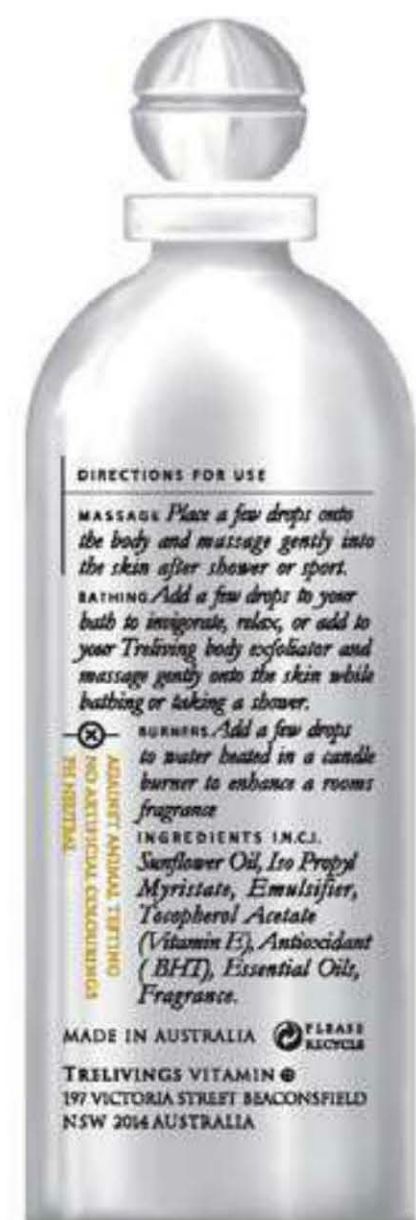 DIRECTIONS FOR USE
MASSAGE Place a few drops onto
the body and massage gently into
the skin after shower or sport.
BATHING Add a few drops to your
bath to invigorate, relax, or add to
your Treliving body exfoliator and
massage gently onto the skin while
bathing or taking a shower.
BURNERS Add a few drops
to water heated in a candle
burner to enhance a rooms
fragrance
AGAINST ANIMAL TESTING
NO ARTIFICIAL COLOURINGS
PH NEUTRAL
INGREDIENTS I.N.C.I.
Sunflower Oil, Iso Propyl
Myristate, Emulsifier,
Tocopherol Acetate
(Vitamin E), Antioxidant
( BHT), Essential Oils,
Fragrance.
MADE IN AUSTRALIA PLEASE
RECYCLE
TRELIVINGS VITAMIN
197 VICTORIA STREET BEACONSFIELD
NSW 2014 AUSTRALIA